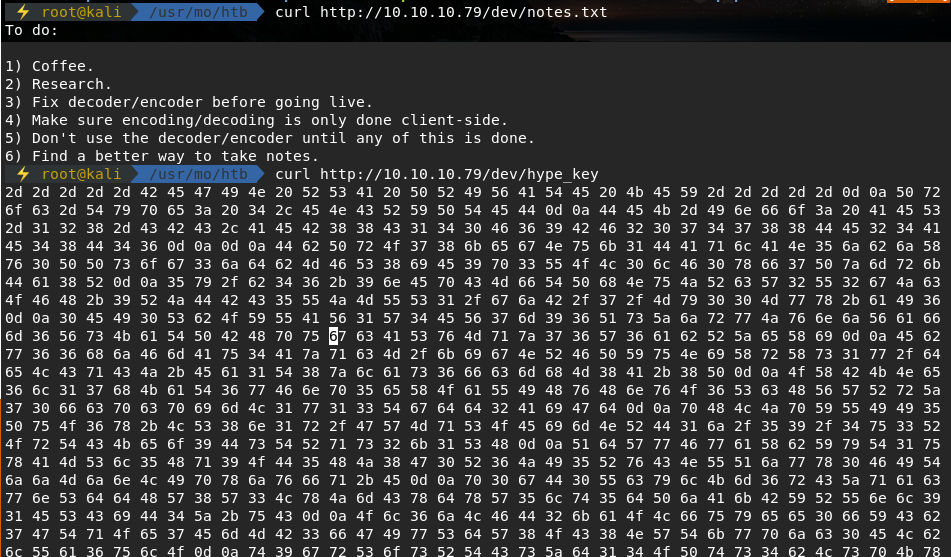 ⚡ root@kali /usr/mo/htb curl http://10.10.10.79/dev/notes.txt
To do:
1) Coffee.
2) Research.
3) Fix decoder/encoder before going live.
4) Make sure encoding/decoding is only done client-side.
5) Don't use the decoder/encoder until any of this is done.
6) Find a better way to take notes.
⚡ root@kali /usr/mo/htb curl http://10.10.10.79/dev/hype_key
2d 2d 2d 2d 2d 42 45 47 49 4e 20 52 53 41 20 50 52 49 56 41 54 45 20 4b 45 59 2d 2d 2d 2d 2d 0d 0a 50 72
6f 63 2d 54 79 70 65 3a 20 34 2c 45 4e 43 52 59 50 54 45 44 0d 0a 44 45 4b 2d 49 6e 66 6f 3a 20 41 45 53
2d 31 32 38 2d 43 42 43 2c 41 45 42 38 38 43 31 34 30 46 36 39 42 46 32 30 37 34 37 38 38 44 45 32 34 41
45 34 38 44 34 36 0d 0a 0d 0a 44 62 50 72 4f 37 38 6b 65 67 4e 75 6b 31 44 41 71 6c 41 4e 35 6a 62 6a 58
76 30 50 50 73 6f 67 33 6a 64 62 4d 46 53 38 69 45 39 70 33 55 4f 4c 30 6c 46 30 78 66 37 50 7a 6d 72 6b
44 61 38 52 0d 0a 35 79 2f 62 34 36 2b 39 6e 45 70 43 4d 66 54 50 68 4e 75 4a 52 63 57 32 55 32 67 4a 63
4f 46 48 2b 39 52 4a 44 42 43 35 55 4a 4d 55 53 31 2f 67 6a 42 2f 37 2f 4d 79 30 30 4d 77 78 2b 61 49 36
0d 0a 30 45 49 30 53 62 4f 59 55 41 56 31 57 34 45 56 37 6d 39 36 51 73 5a 6a 72 77 4a 76 6e 6a 56 61 66
6d 36 56 73 4b 61 54 50 42 48 70 75 67 63 41 53 76 4d 71 7a 37 36 57 36 61 62 52 5a 65 58 69 0d 0a 45 62
77 36 36 68 6a 46 6d 41 75 34 41 7a 71 63 4d 2f 6b 69 67 4e 52 46 50 59 75 4e 69 58 72 58 73 31 77 2f 64
65 4c 43 71 43 4a 2b 45 61 31 54 38 7a 6c 61 73 36 66 63 6d 68 4d 38 41 2b 38 50 0d 0a 4f 58 42 4b 4e 65
36 6c 31 37 68 4b 61 54 36 77 46 6e 70 35 65 58 4f 61 55 49 48 76 48 6e 76 4f 36 53 63 48 56 57 52 72 5a
37 30 66 63 70 63 70 69 6d 4c 31 77 31 33 54 67 64 64 32 41 69 47 64 0d 0a 70 48 4c 4a 70 59 55 49 49 35
50 75 4f 36 78 2b 4c 53 38 6e 31 72 2f 47 57 4d 71 53 4f 45 69 6d 4e 52 44 31 6a 2f 35 39 2f 34 75 33 52
4f 72 54 43 4b 65 6f 39 44 73 54 52 71 73 32 6b 31 53 48 0d 0a 51 64 57 77 46 77 61 58 62 59 79 54 31 75
78 41 4d 53 6c 35 48 71 39 4f 44 35 48 4a 38 47 30 52 36 4a 49 35 52 76 43 4e 55 51 6a 77 78 30 46 49 54
6a 6a 4d 6a 6e 4c 49 70 78 6a 76 66 71 2b 45 0d 0a 70 30 67 44 30 55 63 79 6c 4b 6d 36 72 43 5a 71 61 63
77 6e 53 64 64 48 57 38 57 33 4c 78 4a 6d 43 78 64 78 57 35 6c 74 35 64 50 6a 41 6b 42 59 52 55 6e 6c 39
31 45 53 43 69 44 34 5a 2b 75 43 0d 0a 4f 6c 36 6a 4c 46 44 32 6b 61 4f 4c 66 75 79 65 65 30 66 59 43 62
37 47 54 71 4f 65 37 45 6d 4d 42 33 66 47 49 77 53 64 57 38 4f 43 38 4e 57 54 6b 77 70 6a 63 30 45 4c 62
6c 55 61 36 75 6c 4f 0d 0a 74 39 67 72 53 6f 73 52 54 43 73 5a 64 31 34 4f 50 74 73 34 62 4c 73 70 4b 78